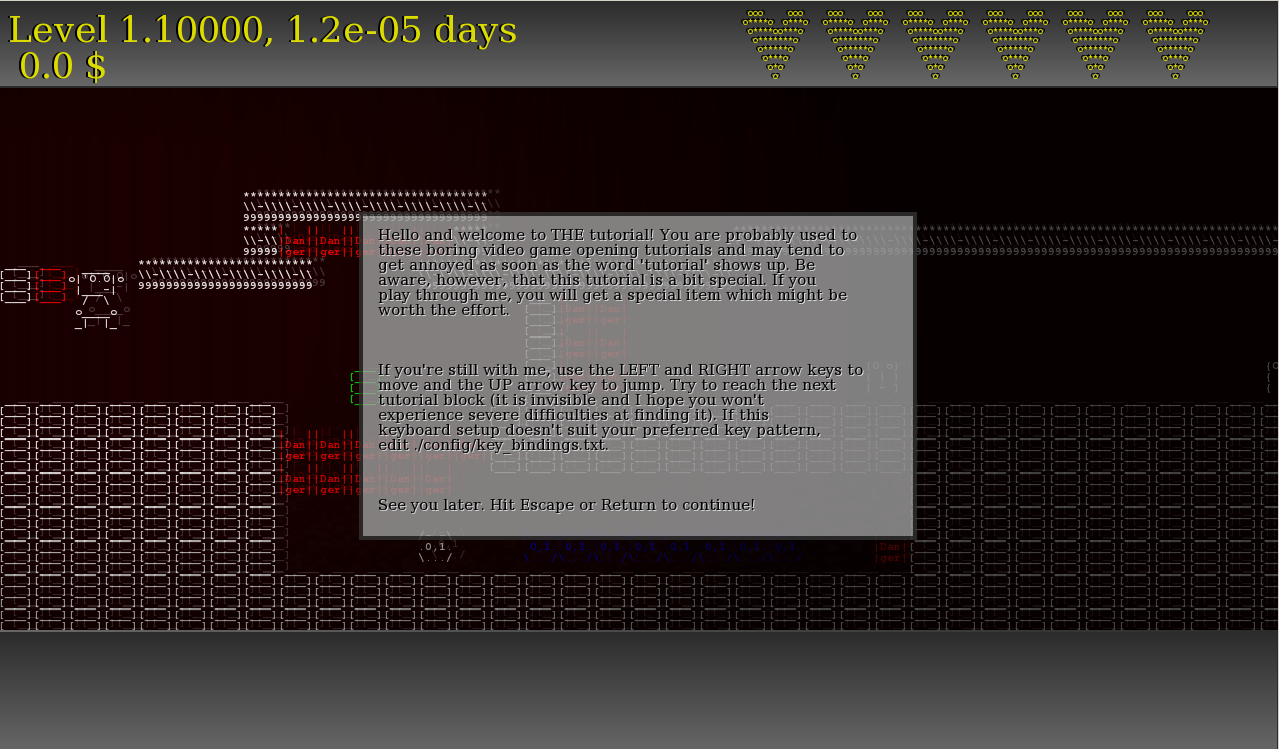 Level 1.10000, 1.2e-05 days
0.0 $
Hello and welcome to THE tutorial! You are probably used to
these boring video game opening tutorials and may tend to
get annoyed as soon as the word 'tutorial' shows up. Be
aware, however, that this tutorial is a bit special. If you
play through me, you will get a special item which might be
worth the effort.
If you're still with me, use the LEFT and RIGHT arrow keys to
move and the UP arrow key to jump. Try to reach the next
tutorial block (it is invisible and I hope you won't
experience severe difficulties at finding it). If this
keyboard setup doesn't suit your preferred key pattern,
edit ./config/key_bindings.txt.
See you later. Hit Escape or Return to continue!